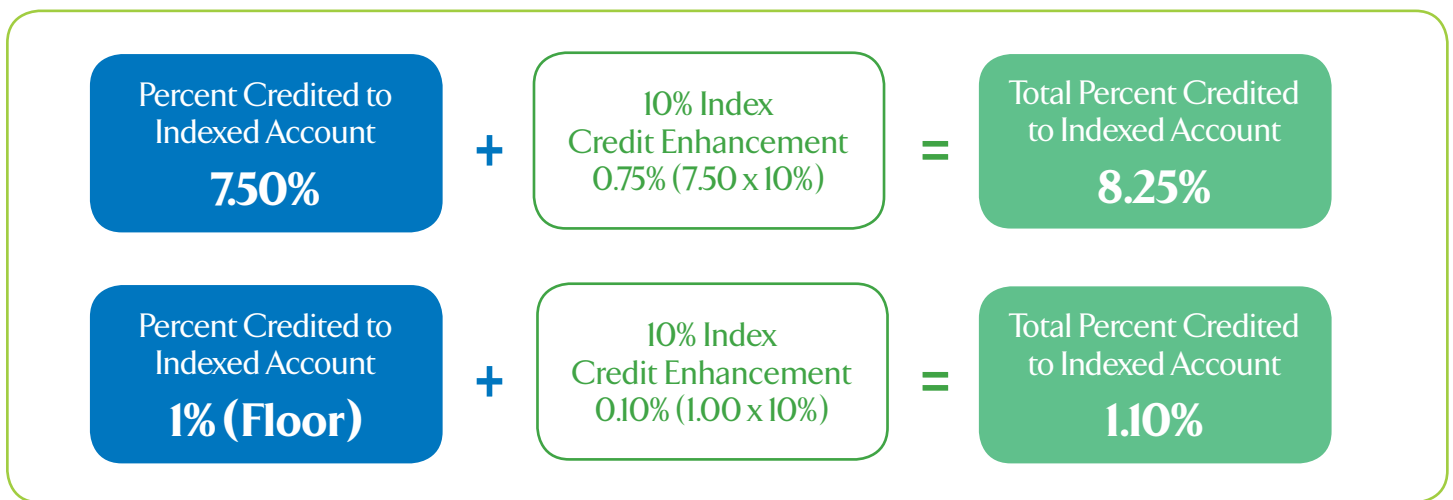 Percent Credited to
Indexed Account
7.50%
+
10% Index
Credit Enhancement
0.75% (7.50 x 10%)
=
Total Percent Credited
to Indexed Account
8.25%
Percent Credited to
Indexed Account
1% (Floor)
+
10% Index
Credit Enhancement
0.10% (1.00 x 10%)
=
Total Percent Credited
to Indexed Account
1.10%